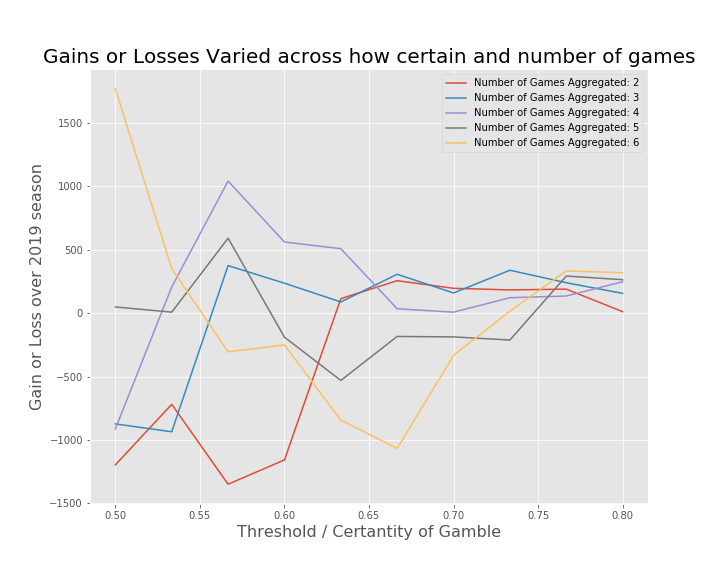 Gains or Losses Varied across how certain and number of games
Number of Games Aggregated: 2
Number of Games Aggregated: 3
Number of Games Aggregated: 4
Number of Games Aggregated: 5
Number of Games Aggregated: 6
Gain or Loss over 2019 season
1500
1000
500
0
−500
−1000
−1500
0.50 0.55 0.60 0.65 0.70 0.75 0.80
Threshold / Certantity of Gamble